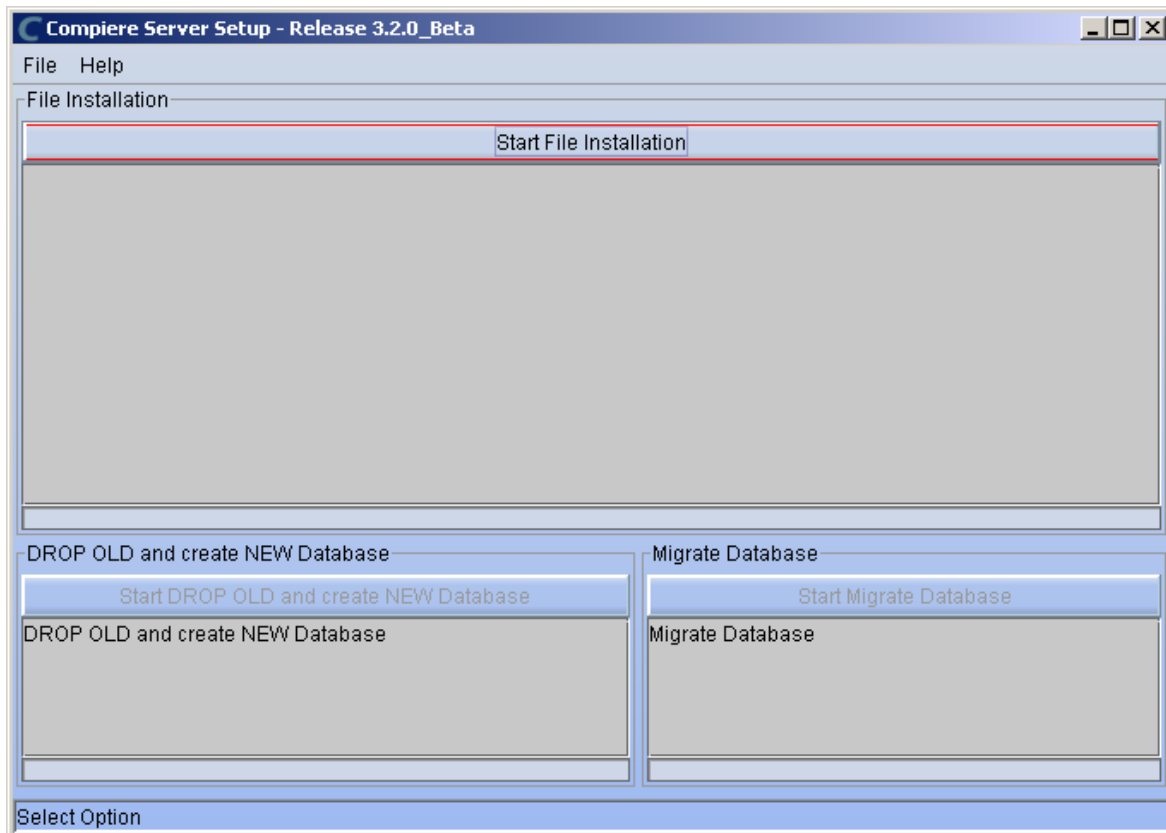 Compiere Server Setup - Release 3.2.0_Beta
File Help
File Installation
Start File Installation
DROP OLD and create NEW Database
Migrate Database
Start DROP OLD and create NEW Database
Start Migrate Database
DROP OLD and create NEW Database
Migrate Database
Select Option